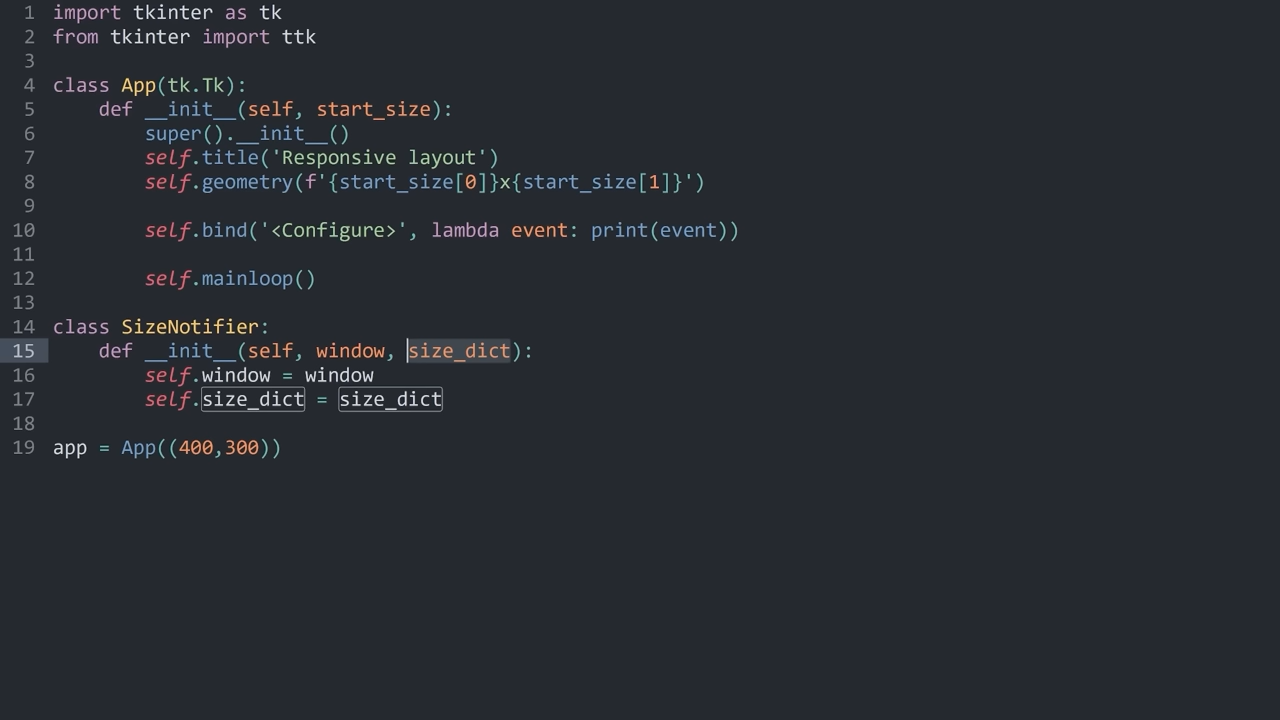 1 import tkinter as tk
2 from tkinter import ttk
3
4 class App(tk.Tk):
5     def __init__(self, start_size):
6         super().__init__()
7         self.title('Responsive layout')
8         self.geometry(f'{start_size[0]}x{start_size[1]}')
9
10         self.bind('<Configure>', lambda event: print(event))
11
12         self.mainloop()
13
14 class SizeNotifier:
15     def __init__(self, window, size_dict):
16         self.window = window
17         self.size_dict = size_dict
18
19 app = App((400,300))